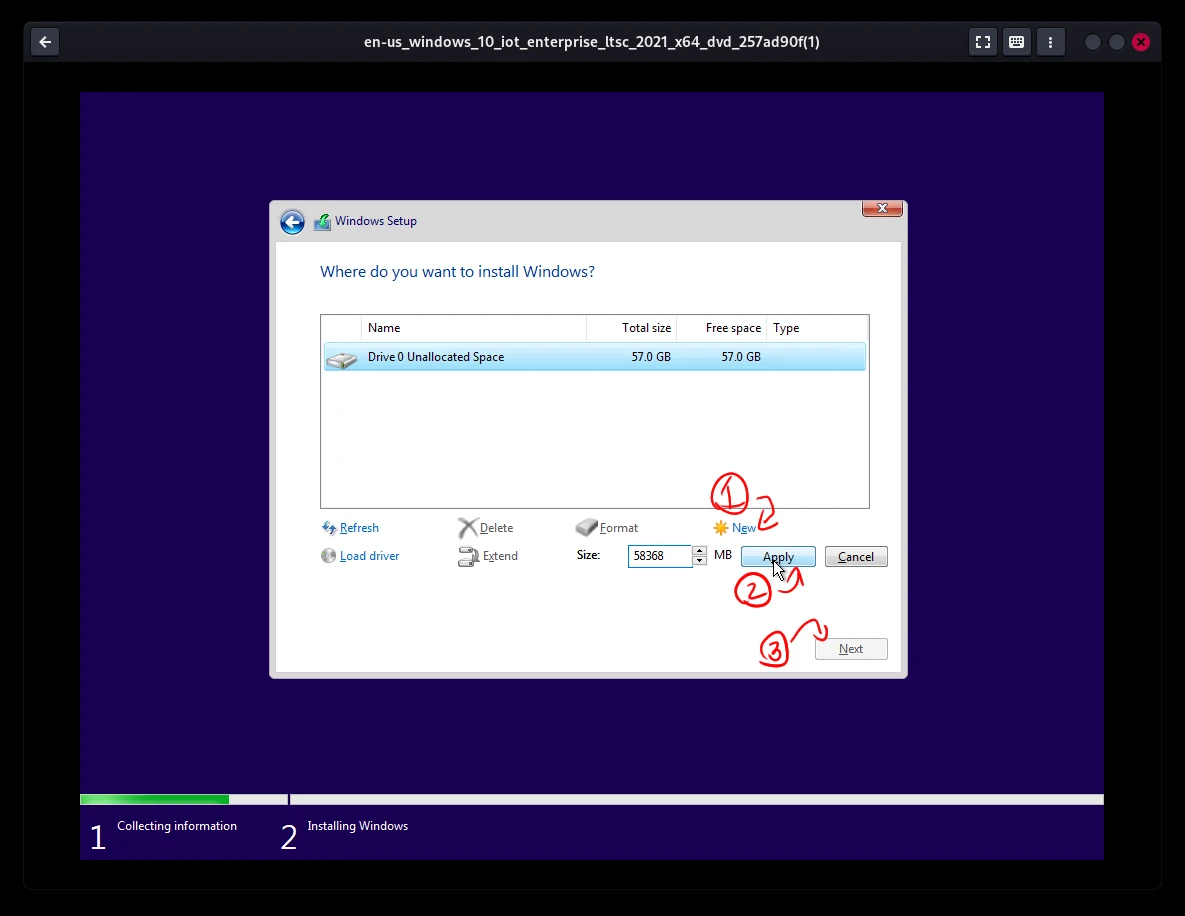 en-us_windows_10_iot_enterprise_ltsc_2021_x64_dvd_257ad90f(1)
Windows Setup
Where do you want to install Windows?
Name Total size Free space Type
Drive 0 Unallocated Space 57.0 GB 57.0 GB
1
Refresh Delete Format New
Load driver Extend Size: 58368 MB Apply Cancel
2
3 Next
1 Collecting information 2 Installing Windows